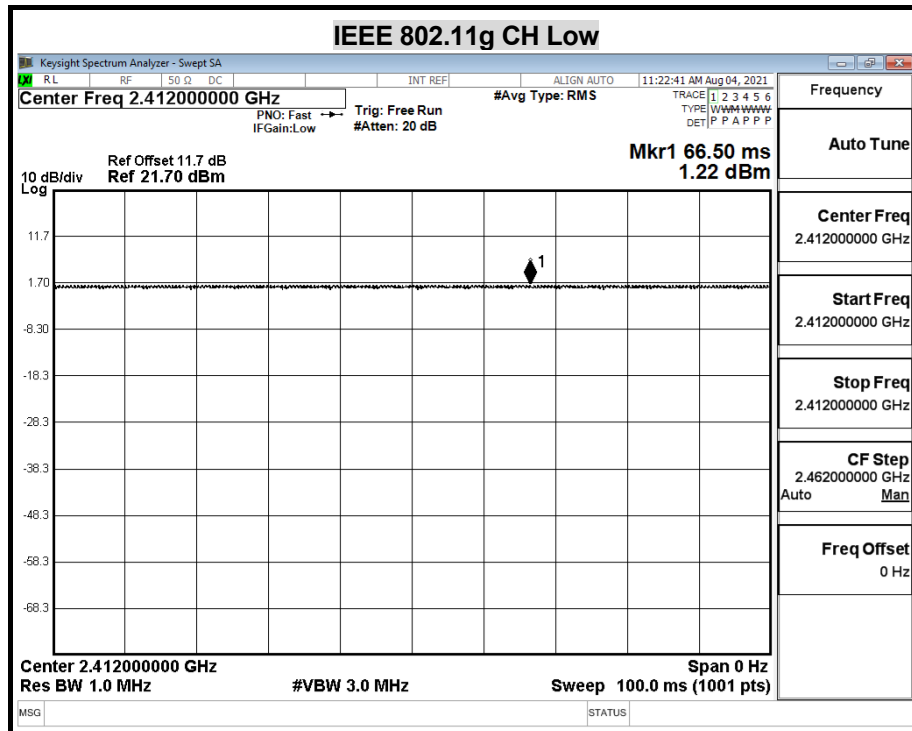 IEEE 802.11g CH Low
Keysight Spectrum Analyzer - Swept SA
LXI RL RF 50 Ω DC INT REF ALIGN AUTO 11:22:41 AM Aug 04, 2021
Center Freq 2.412000000 GHz
PNO: Fast
IFGain:Low
Trig: Free Run
#Atten: 20 dB
#Avg Type: RMS
TRACE 1 2 3 4 5 6
TYPE WWMWWWW
DET P P A P P P
Mkr1 66.50 ms
1.22 dBm
Ref Offset 11.7 dB
10 dB/div Ref 21.70 dBm
Log
11.7
1
1.70
-8.30
-18.3
-28.3
-38.3
-48.3
-58.3
-68.3
Center 2.412000000 GHz Span 0 Hz
Res BW 1.0 MHz #VBW 3.0 MHz Sweep 100.0 ms (1001 pts)
MSG STATUS
Frequency
Auto Tune
Center Freq
2.412000000 GHz
Start Freq
2.412000000 GHz
Stop Freq
2.412000000 GHz
CF Step
2.462000000 GHz
Auto Man
Freq Offset
0 Hz